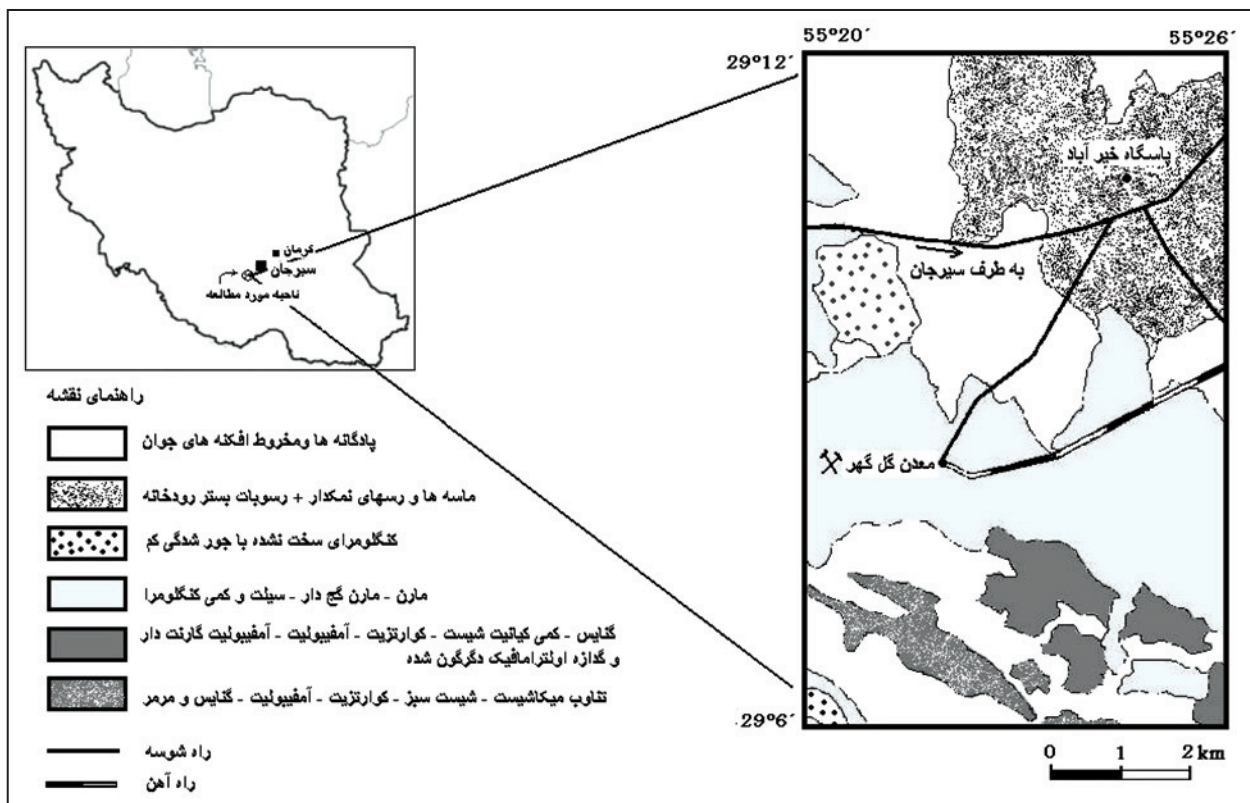 55°20´
55°26´
29°12´
پاسگاه خیر آباد
کرمان
سیرجان
ناحیه مورد مطالعه
به طرف سیرجان
معدن گل گهر
راهنمای نقشه
پادگانه ها ومخروط افکنه های جوان
ماسه ها و رسهای نمکدار + رسوبات بستر رودخانه
کنگلومرای سخت نشده با جور شدگی کم
مارن - مارن گچ دار - سیلت و کمی کنگلومرا
گنایس - کمی کیانیت شیست - کوارتزیت - آمفیبولیت - آمفیبولیت گارنت دار
و گدازه اولترامافیک دگرگون شده
تناوب میکاشیست - شیست سبز - کوارتزیت - آمفیبولیت - گنایس و مرمر
راه شوسه
راه آهن
29°6´
0 1 2 km